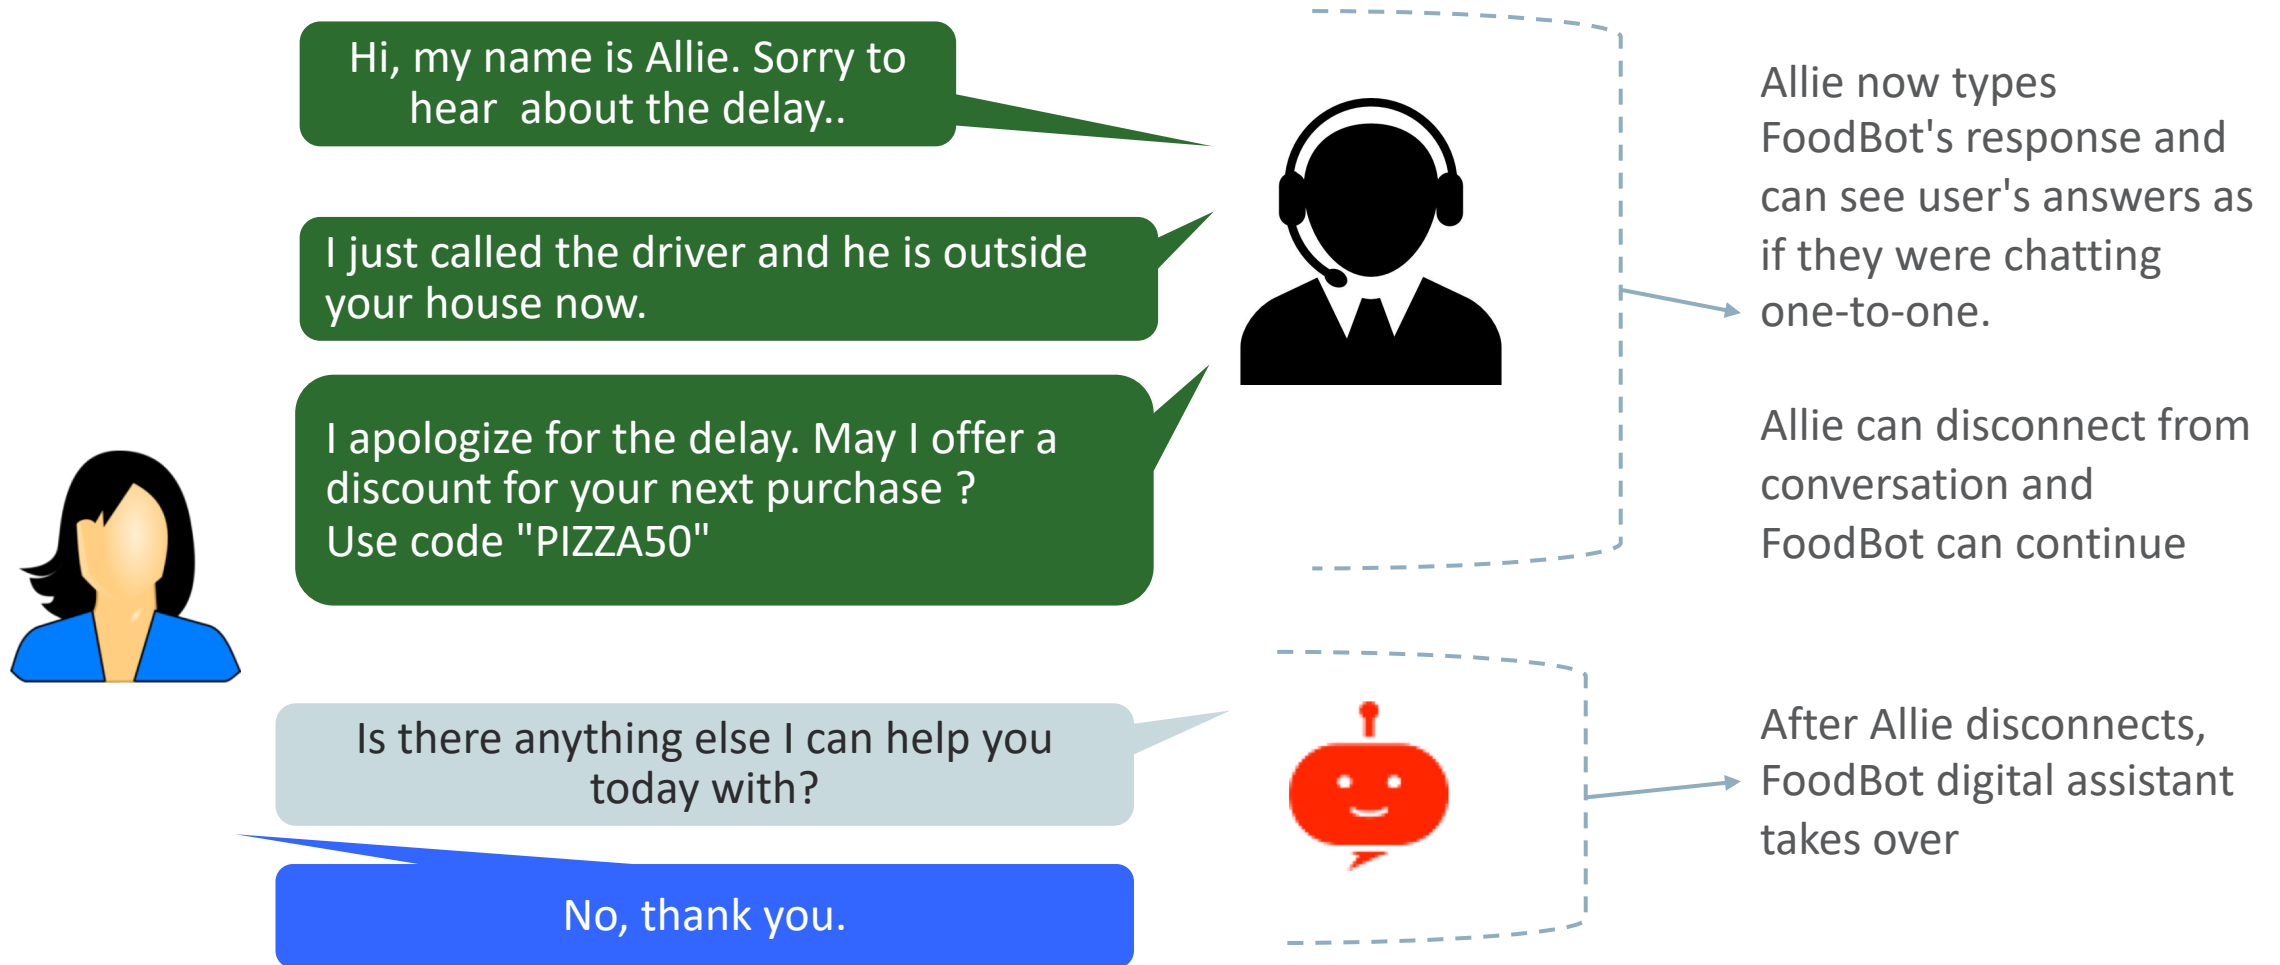 Hi, my name is Allie. Sorry to
hear  about the delay..
I just called the driver and he is outside
your house now.
I apologize for the delay. May I offer a
discount for your next purchase ?
Use code "PIZZA50"
Is there anything else I can help you
today with?
No, thank you.
Allie now types
FoodBot's response and
can see user's answers as
if they were chatting
one-to-one.
Allie can disconnect from
conversation and
FoodBot can continue
After Allie disconnects,
FoodBot digital assistant
takes over